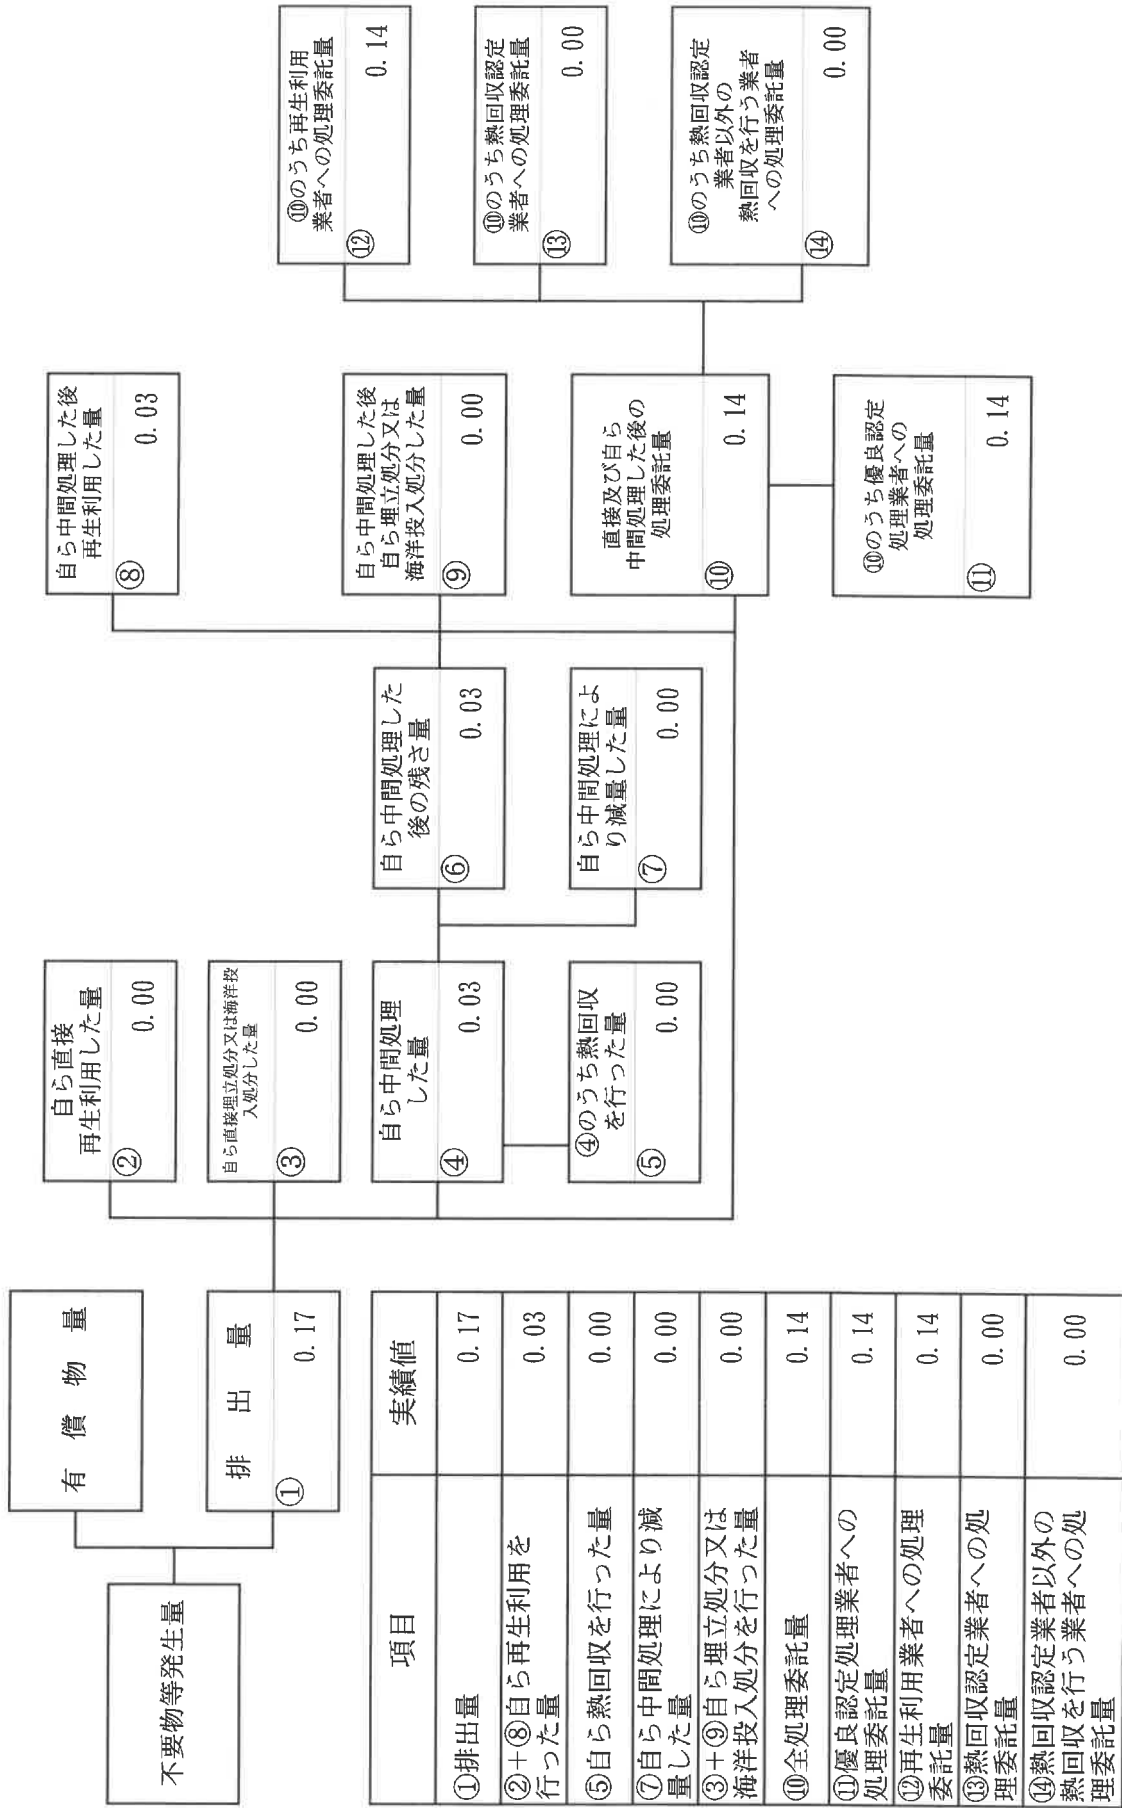 不要物等発生量
有償物量
排出量
①
0.17
自ら直接
再生利用した量
②
0.00
自ら直接埋立処分又は海洋投
入処分した量
③
0.00
自ら中間処理
した量
④
0.03
④のうち熱回収
を行った量
⑤
0.00
自ら中間処理した
後の残さ量
⑥
0.03
自ら中間処理によ
り減量した量
⑦
0.00
自ら中間処理した後
再生利用した量
⑧
0.03
自ら中間処理した後
自ら埋立処分又は
海洋投入処分した量
⑨
0.00
直接及び自ら
中間処理した後の
処理委託量
⑩
0.14
⑩のうち優良認定
処理業者への
処理委託量
⑪
0.14
⑩のうち再生利用
業者への処理委託量
⑫
0.14
⑩のうち熱回収認定
業者への処理委託量
⑬
0.00
⑩のうち熱回収認定
業者以外の
熱回収を行う業者
への処理委託量
⑭
0.00
項目 実績値
①排出量 0.17
②+⑧自ら再生利用を
行った量 0.03
⑤自ら熱回収を行った量 0.00
⑦自ら中間処理により減
量した量 0.00
③+⑨自ら埋立処分又は
海洋投入処分を行った量 0.00
⑩全処理委託量 0.14
⑪優良認定処理業者への
処理委託量 0.14
⑫再生利用業者への処理
委託量 0.14
⑬熱回収認定業者への処
理委託量 0.00
⑭熱回収認定業者以外の
熱回収を行う業者への処
理委託量 0.00